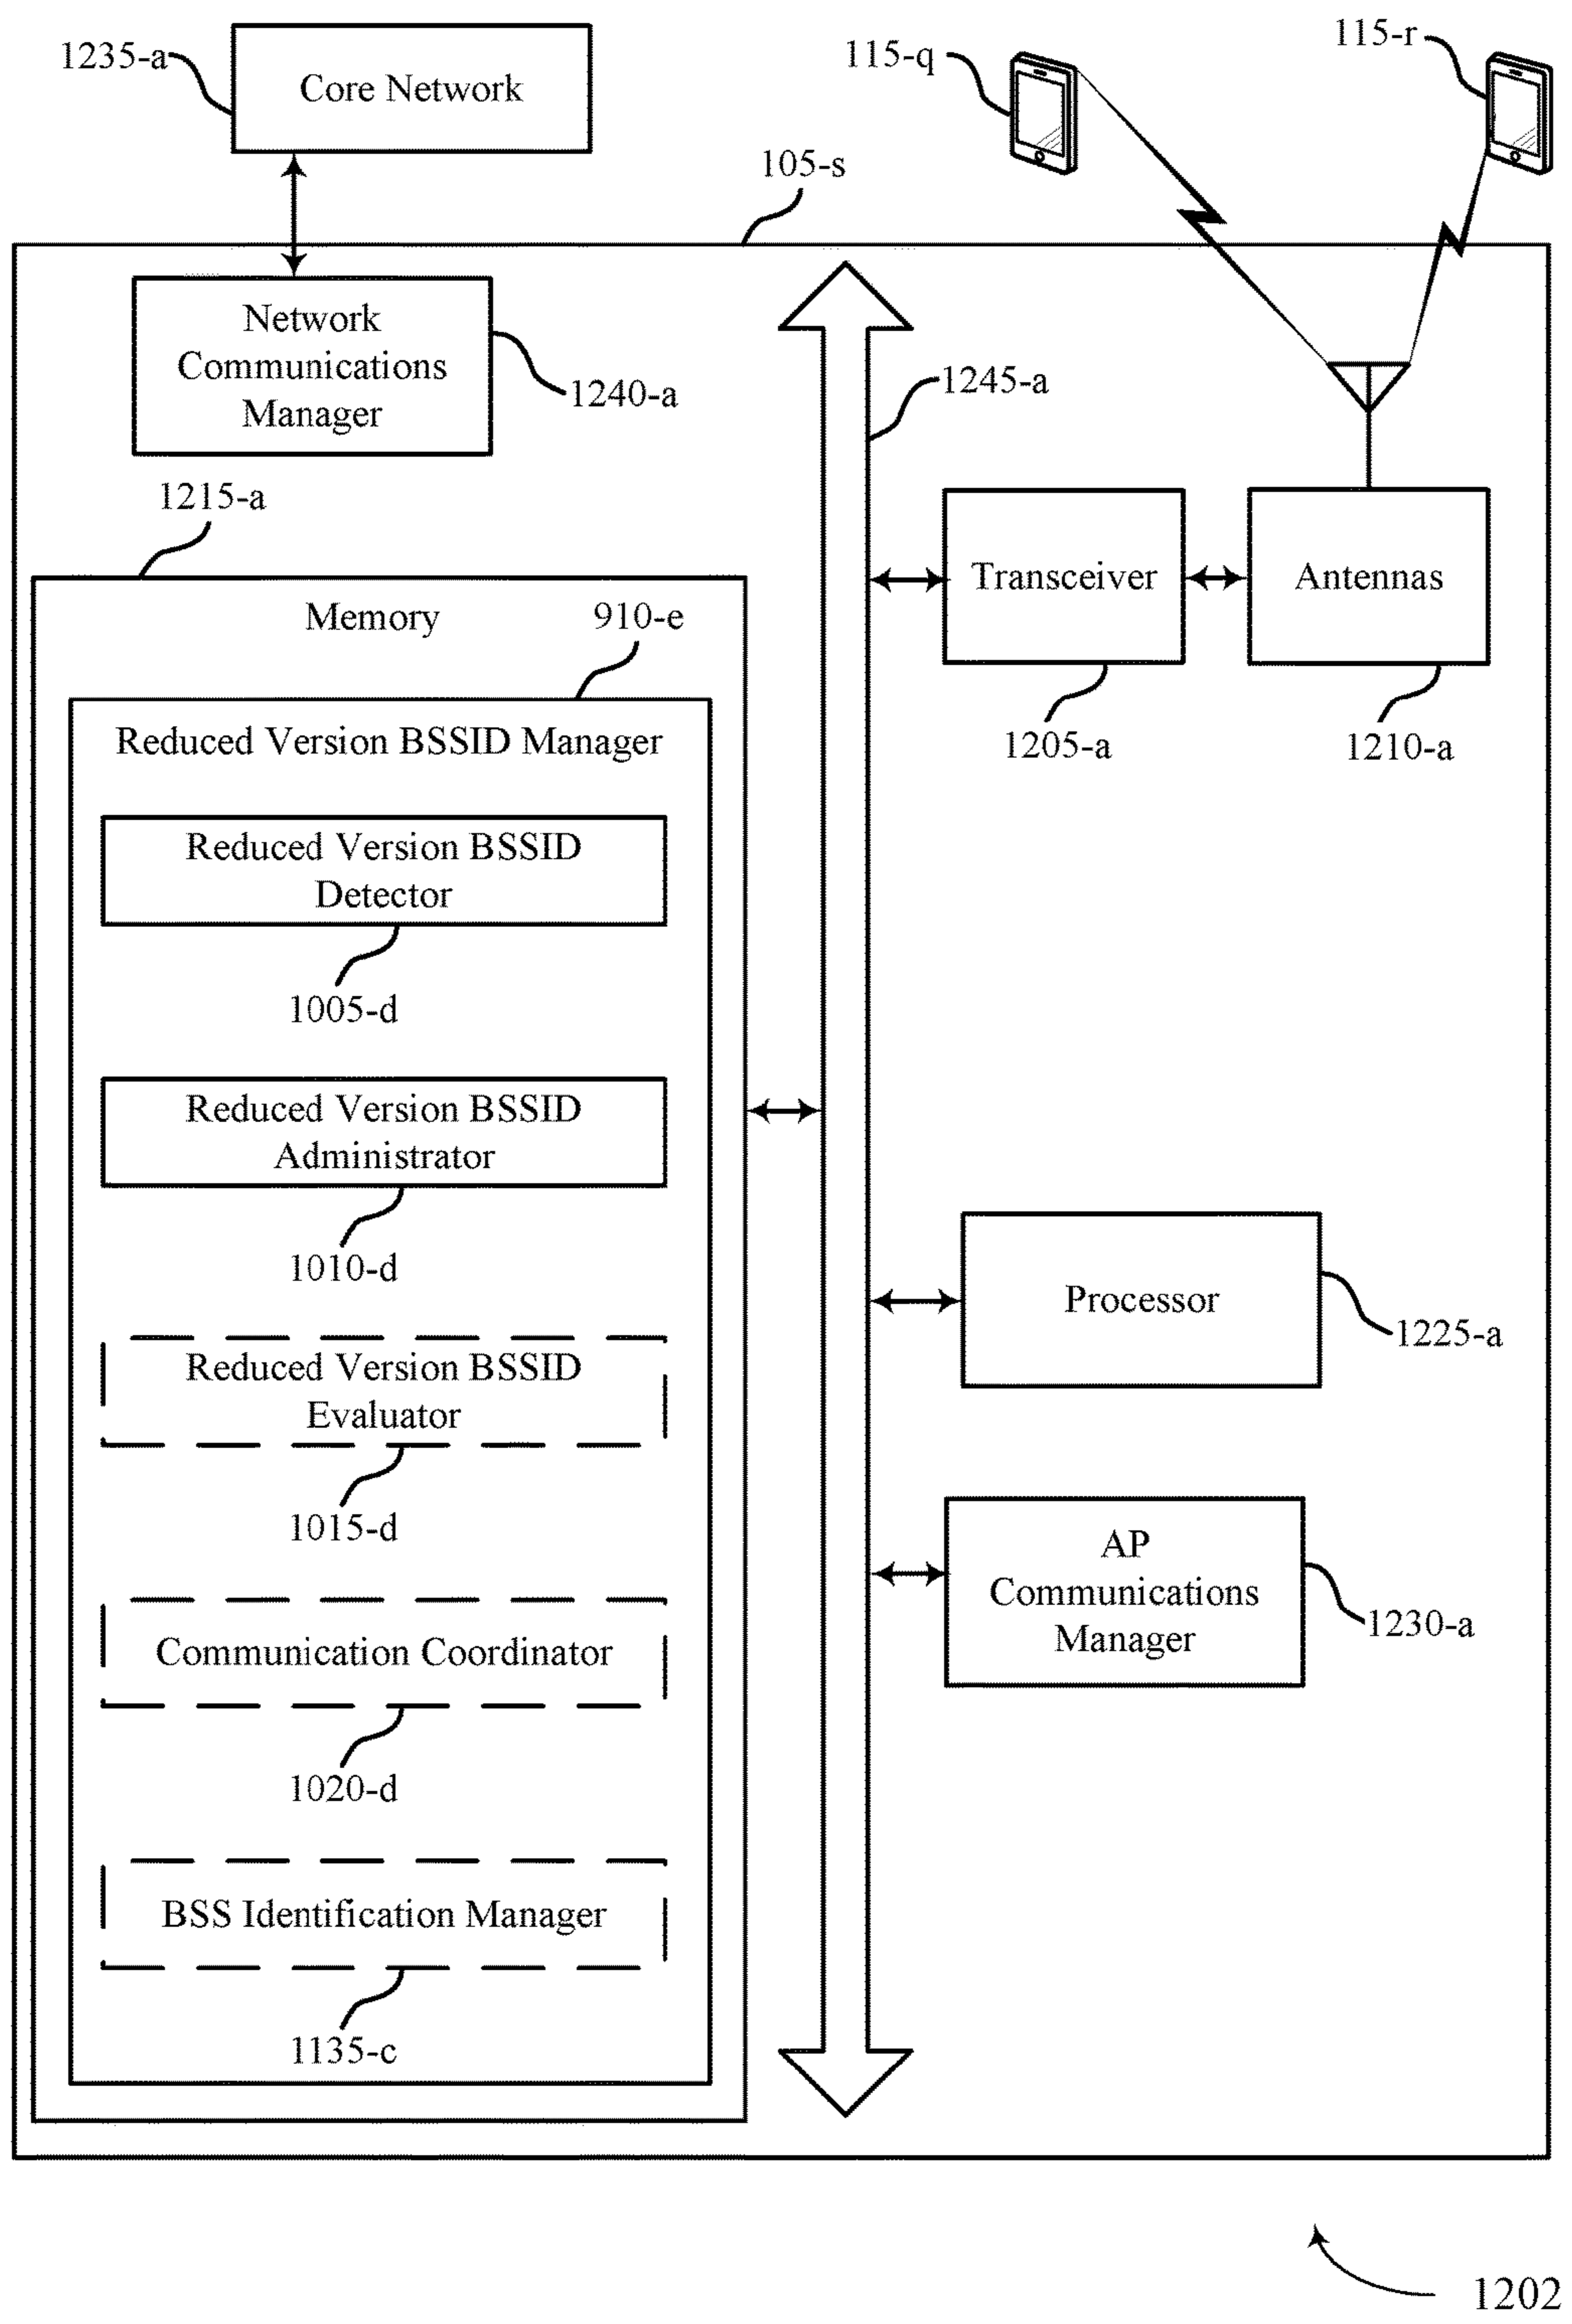 1235-a
Core Network
115-q
115-r
105-s
Network
Communications
Manager
1240-a
1245-a
1215-a
Memory
910-e
Reduced Version BSSID Manager
Transceiver
Antennas
1205-a
1210-a
Reduced Version BSSID
Detector
1005-d
Reduced Version BSSID
Administrator
1010-d
Processor
1225-a
Reduced Version BSSID
Evaluator
1015-d
AP
Communications
Manager
1230-a
Communication Coordinator
1020-d
BSS Identification Manager
1135-c
1202